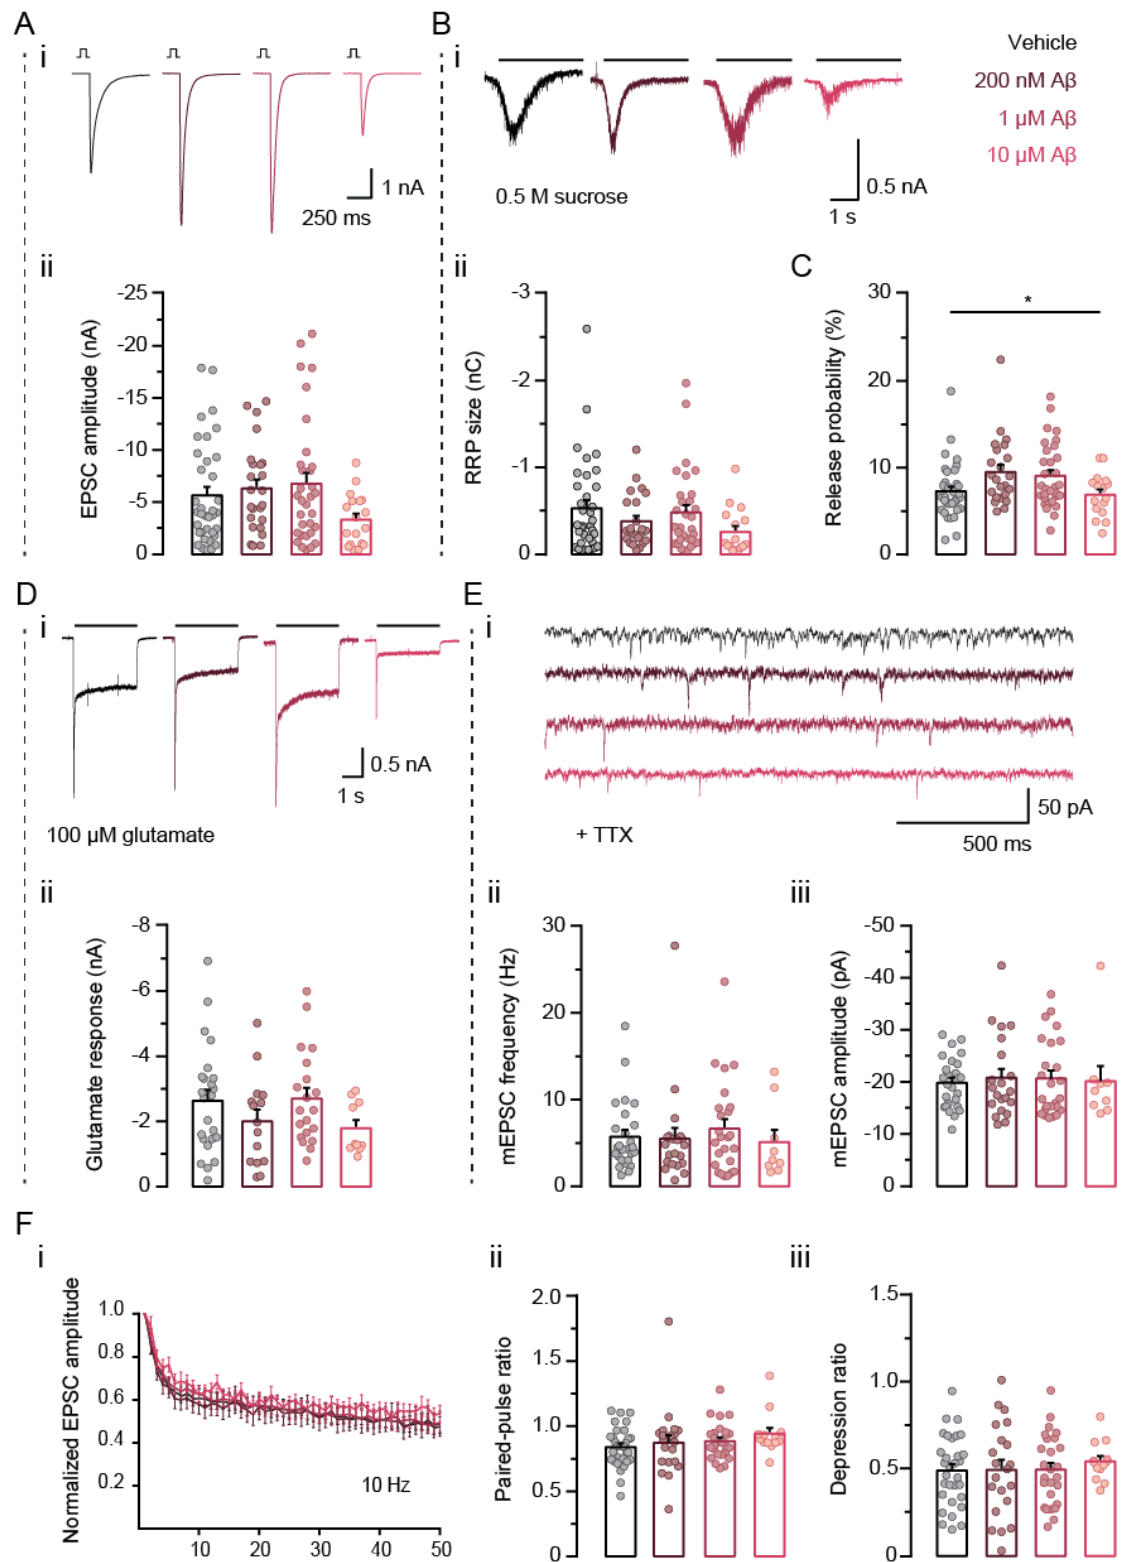 A
B
i
i
Vehicle
200 nM Aβ
1 µM Aβ
10 µM Aβ
1 nA
250 ms
0.5 M sucrose
0.5 nA
1 s
ii
ii
C
EPSC amplitude (nA)
-25
-20
-15
-10
-5
0
RRP size (nC)
-3
-2
-1
0
Release probability (%)
30
20
10
0
*
D
E
i
i
0.5 nA
1 s
100 µM glutamate
50 pA
500 ms
+ TTX
ii
ii
iii
Glutamate response (nA)
-8
-6
-4
-2
0
mEPSC frequency (Hz)
30
20
10
0
mEPSC amplitude (pA)
-50
-40
-30
-20
-10
0
F
i
ii
iii
Normalized EPSC amplitude
1.0
0.8
0.6
0.4
0.2
10 Hz
10 20 30 40 50
Paired-pulse ratio
2.0
1.5
1.0
0.5
0
Depression ratio
1.5
1.0
0.5
0